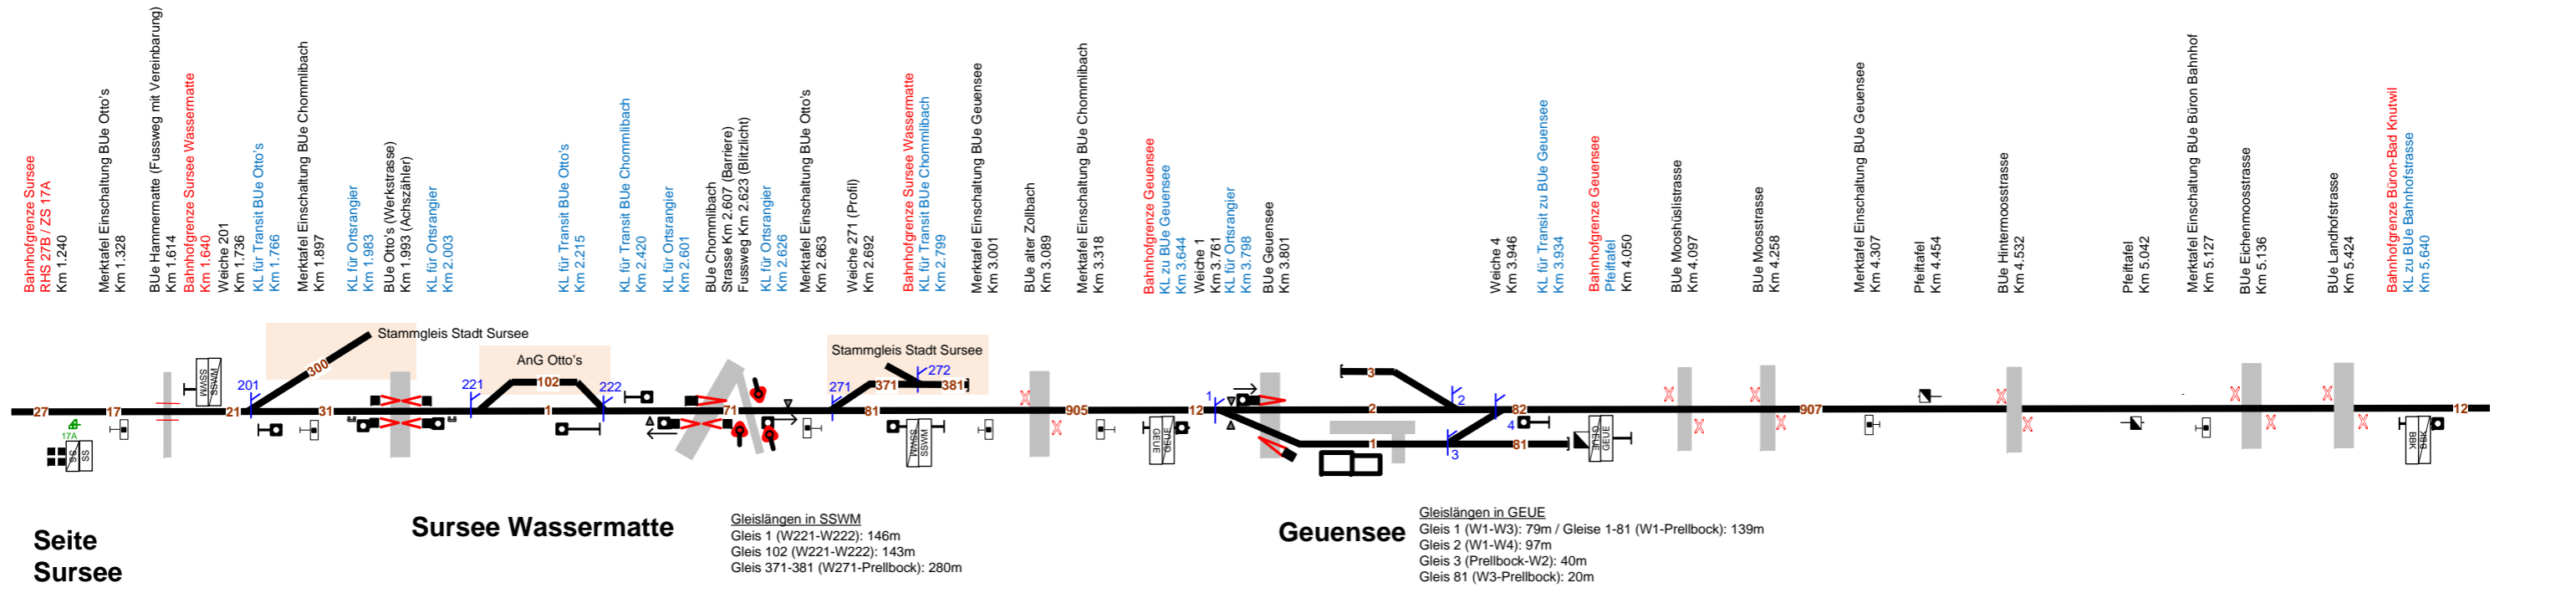 Bahnhofgrenze Sursee
RHS 27B / ZS 17A
Km 1.240
Merktafel Einschaltung BUe Otto's
Km 1.328
BUe Hammermatte (Fussweg mit Vereinbarung)
Km 1.614
Bahnhofgrenze Sursee Wassermatte
Km 1.640
Weiche 201
Km 1.736
KL für Transit BUe Otto's
Km 1.766
Merktafel Einschaltung BUe Chommlibach
Km 1.897
KL für Ortsrangier
Km 1.983
BUe Otto's (Werkstrasse)
Km 1.993 (Achszähler)
KL für Ortsrangier
Km 2.003
KL für Transit BUe Otto's
Km 2.215
KL für Transit BUe Chommlibach
Km 2.420
KL für Ortsrangier
Km 2.601
BUe Chommlibach
Strasse Km 2.607 (Barriere)
Fussweg Km 2.623 (Blitzlicht)
KL für Ortsrangier
Km 2.626
Merktafel Einschaltung BUe Otto's
Km 2.663
Weiche 271 (Profil)
Km 2.692
Bahnhofgrenze Sursee Wassermatte
KL für Transit BUe Chommlibach
Km 2.799
Merktafel Einschaltung BUe Geuensee
Km 3.001
BUe alter Zollbach
Km 3.089
Merktafel Einschaltung BUe Chommlibach
Km 3.318
Bahnhofgrenze Geuensee
KL zu BUe Geuensee
Km 3.644
Weiche 1
Km 3.761
KL für Ortsrangier
Km 3.798
BUe Geuensee
Km 3.801
Weiche 4
Km 3.946
KL für Transit zu BUe Geuensee
Km 3.934
Bahnhofgrenze Geuensee
Pfeiftafel
Km 4.050
BUe Mooshüslistrasse
Km 4.097
BUe Moosstrasse
Km 4.258
Merktafel Einschaltung BUe Geuensee
Km 4.307
Pfeiftafel
Km 4.454
BUe Hintermoosstrasse
Km 4.532
Pfeiftafel
Km 5.042
Merktafel Einschaltung BUe Büron Bahnhof
Km 5.127
BUe Eichenmoosstrasse
Km 5.136
BUe Landhofstrasse
Km 5.424
Bahnhofgrenze Büron-Bad Knutwil
KL zu BUe Bahnhofstrasse
Km 5.640
Stammgleis Stadt Sursee
AnG Otto's
Stammgleis Stadt Sursee
300
201
221
102
222
271
371
272
381
1
2
3
27
17
21
31
1
71
81
905
12
2
82
907
12
4
1
3
81
17A
SS
SS
SSWM
SSWM
SSWM
SSWM
GEUE
GEUE
GEUE
GEUE
BBK
BBK
Seite
Sursee
Sursee Wassermatte
Gleislängen in SSWM
Gleis 1 (W221-W222): 146m
Gleis 102 (W221-W222): 143m
Gleis 371-381 (W271-Prellbock): 280m
Geuensee
Gleislängen in GEUE
Gleis 1 (W1-W3): 79m / Gleise 1-81 (W1-Prellbock): 139m
Gleis 2 (W1-W4): 97m
Gleis 3 (Prellbock-W2): 40m
Gleis 81 (W3-Prellbock): 20m